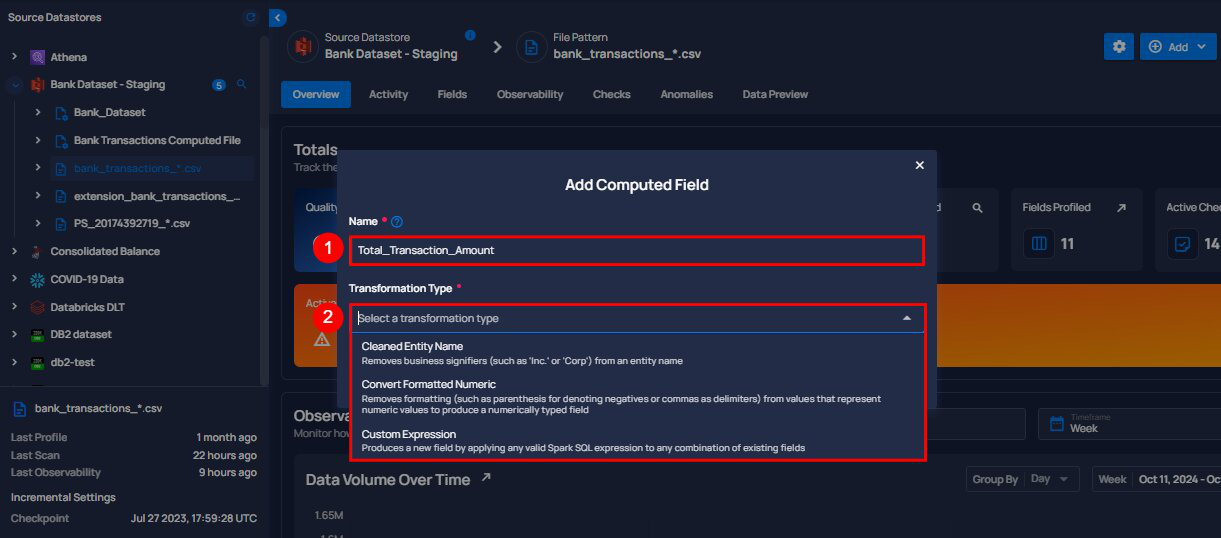 Source Datastores
Athena
Bank Dataset - Staging
5
Bank_Dataset
Bank Transactions Computed File
bank_transactions_*.csv
extension_bank_transactions_...
PS_20174392719_*.csv
Consolidated Balance
COVID-19 Data
Databricks DLT
DB2 dataset
db2-test
bank_transactions_*.csv
Last Profile 1 month ago
Last Scan 22 hours ago
Last Observability 9 hours ago
Incremental Settings
Checkpoint Jul 27 2023, 17:59:28 UTC
Source Datastore
Bank Dataset - Staging
File Pattern
bank_transactions_*.csv
Add
Overview Activity Fields Observability Checks Anomalies Data Preview
Totals
Track the
Quality
Fields Profiled
11
Active Che
14
Add Computed Field
Name *
1
Total_Transaction_Amount
Transformation Type *
2
Select a transformation type
Cleaned Entity Name
Removes business signifiers (such as 'Inc.' or 'Corp') from an entity name
Convert Formatted Numeric
Removes formatting (such as parenthesis for denoting negatives or commas as delimiters) from values that represent
numeric values to produce a numerically typed field
Custom Expression
Produces a new field by applying any valid Spark SQL expression to any combination of existing fields
Monitor how
Timeframe
Week
Data Volume Over Time
Group By Day
Week Oct 11, 2024 - Oc
1.65M